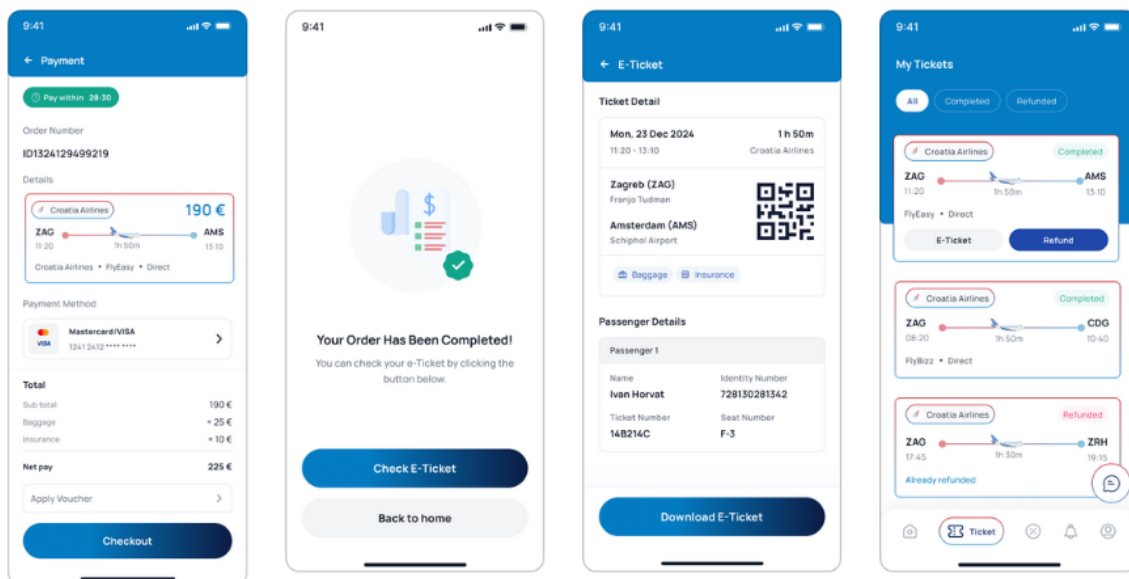 9:41
← Payment
Pay within 29:30
Order Number
ID1324129499219
Details
Croatia Airlines 190 €
ZAG AMS
11:20 1h 50m 13:10
Croatia Airlines • FlyEasy • Direct
Payment Method
VISA Mastercard/VISA
1241 2412 **** ****
Total
Sub total 190 €
Baggage + 25 €
Insurance + 10 €
Net pay 225 €
Apply Voucher
Checkout
9:41
$
Your Order Has Been Completed!
You can check your e-Ticket by clicking the
button below.
Check E-Ticket
Back to home
9:41
← E-Ticket
Ticket Detail
Mon, 23 Dec 2024 1 h 50m
11:20 - 13:10 Croatia Airlines
Zagreb (ZAG)
Franjo Tudman
Amsterdam (AMS)
Schiphol Airport
Baggage Insurance
Passenger Details
Passenger 1
Name Identity Number
Ivan Horvat 728130281342
Ticket Number Seat Number
14B214C F-3
Download E-Ticket
9:41
My Tickets
All Completed Refunded
Croatia Airlines Completed
ZAG AMS
11:20 1h 50m 13:10
FlyEasy • Direct
E-Ticket Refund
Croatia Airlines Completed
ZAG CDG
08:20 1h 50m 10:40
FlyBizz • Direct
Croatia Airlines Refunded
ZAG ZRH
17:45 1h 30m 19:15
Already refunded
Ticket